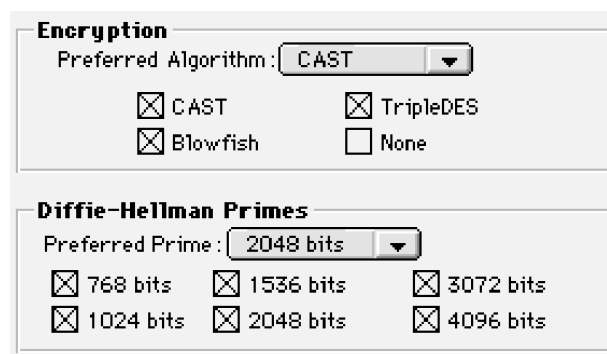 Encryption
Preferred Algorithm: CAST
CAST TripleDES
Blowfish None
Diffie-Hellman Primes
Preferred Prime: 2048 bits
768 bits 1536 bits 3072 bits
1024 bits 2048 bits 4096 bits